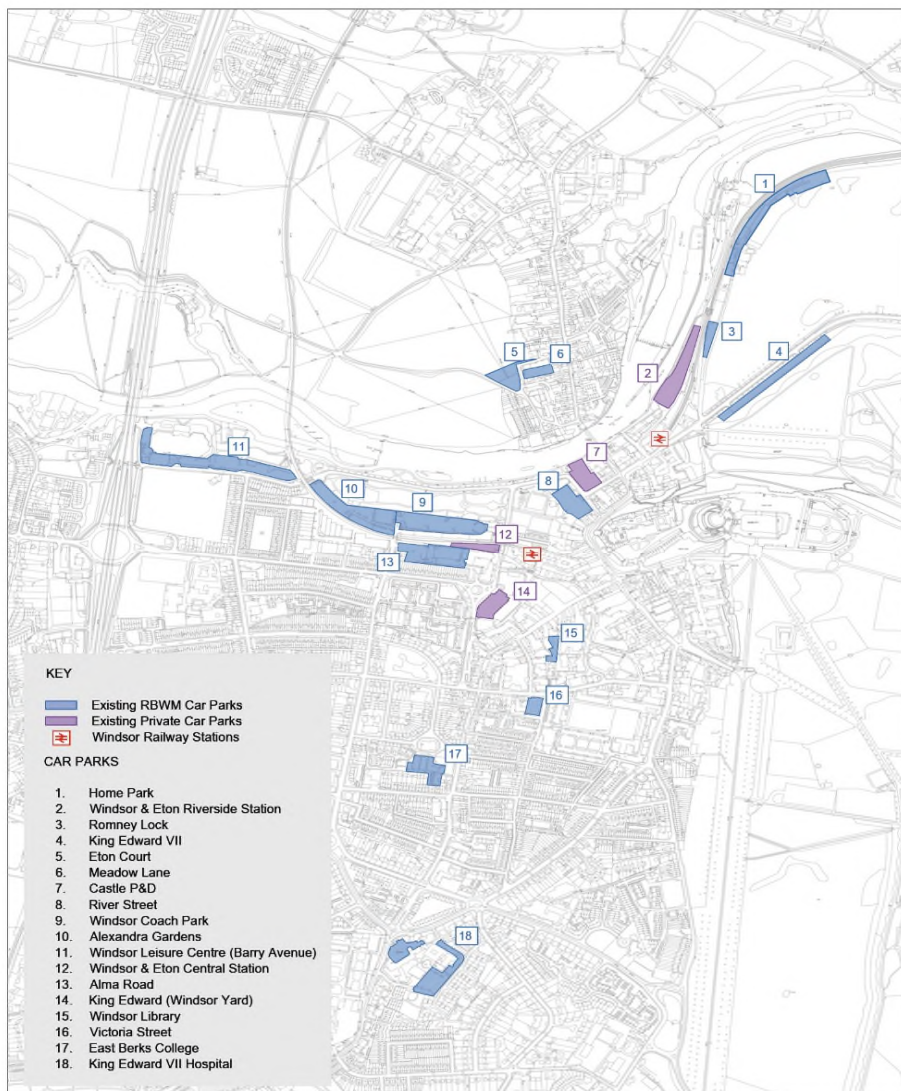 1
3
4
2
5
6
7
8
11
10
9
12
13
14
15
16
17
18
KEY
Existing RBWM Car Parks
Existing Private Car Parks
Windsor Railway Stations
CAR PARKS
1. Home Park
2. Windsor & Eton Riverside Station
3. Romney Lock
4. King Edward VII
5. Eton Court
6. Meadow Lane
7. Castle P&D
8. River Street
9. Windsor Coach Park
10. Alexandra Gardens
11. Windsor Leisure Centre (Barry Avenue)
12. Windsor & Eton Central Station
13. Alma Road
14. King Edward (Windsor Yard)
15. Windsor Library
16. Victoria Street
17. East Berks College
18. King Edward VII Hospital